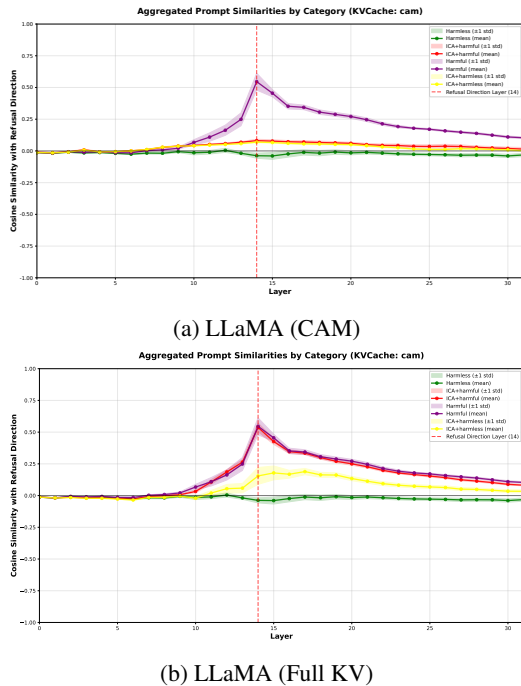 Aggregated Prompt Similarities by Category (KVCache: cam)
Cosine Similarity with Refusal Direction
1.00
0.75
0.50
0.25
0.00
−0.25
−0.50
−0.75
−1.00
Harmless (±1 std)
Harmless (mean)
ICA+harmful (±1 std)
ICA+harmful (mean)
Harmful (±1 std)
Harmful (mean)
ICA+harmless (±1 std)
ICA+harmless (mean)
Refusal Direction Layer (14)
0 5 10 15 20 25 30
Layer
(a) LLaMA (CAM)
Aggregated Prompt Similarities by Category (KVCache: cam)
Cosine Similarity with Refusal Direction
1.00
0.75
0.50
0.25
0.00
−0.25
−0.50
−0.75
−1.00
Harmless (±1 std)
Harmless (mean)
ICA+harmful (±1 std)
ICA+harmful (mean)
Harmful (±1 std)
Harmful (mean)
ICA+harmless (±1 std)
ICA+harmless (mean)
Refusal Direction Layer (14)
0 5 10 15 20 25 30
Layer
(b) LLaMA (Full KV)